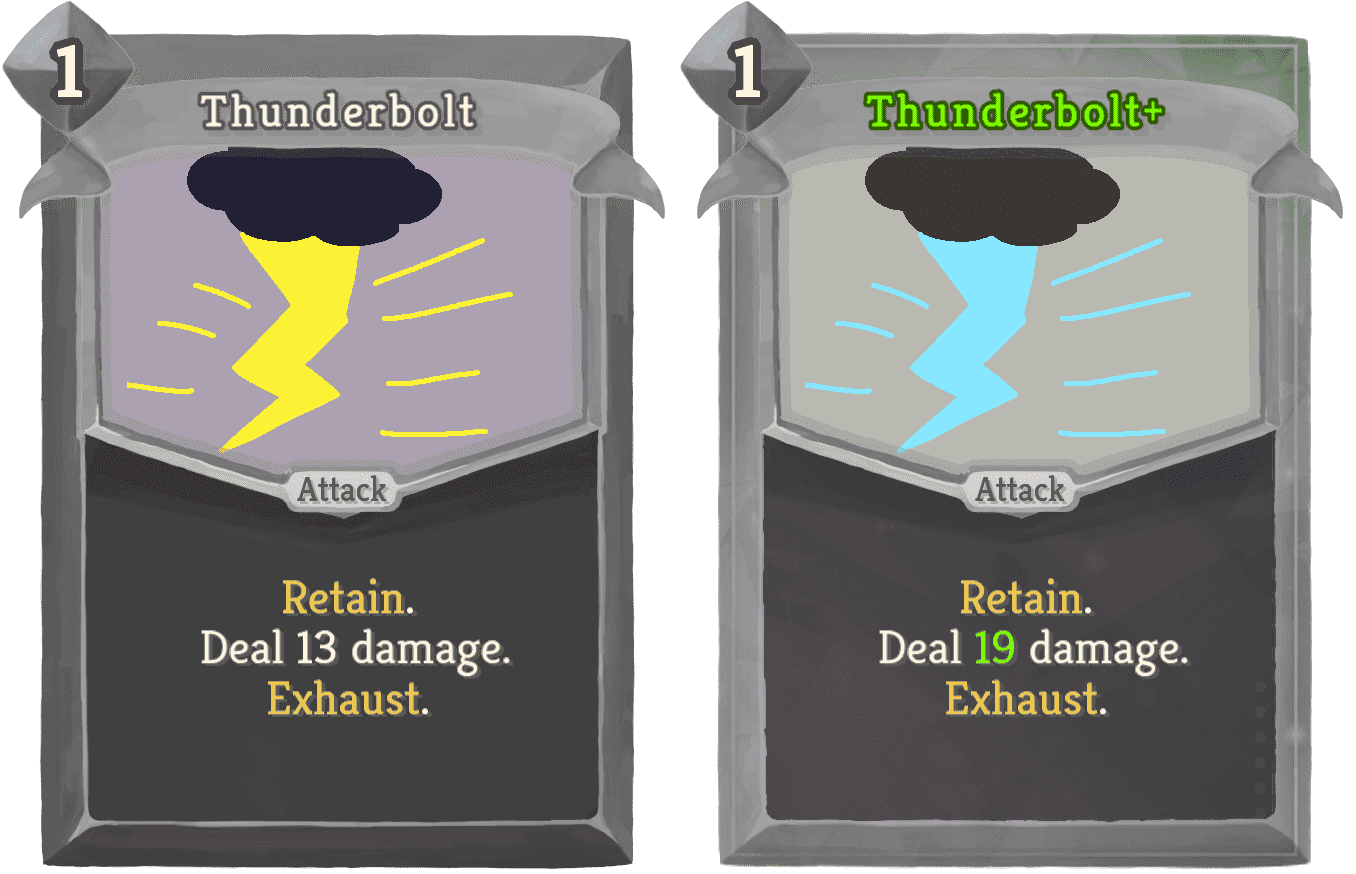 1
Thunderbolt
Attack
Retain.
Deal 13 damage.
Exhaust.
1
Thunderbolt+
Attack
Retain.
Deal 19 damage.
Exhaust.